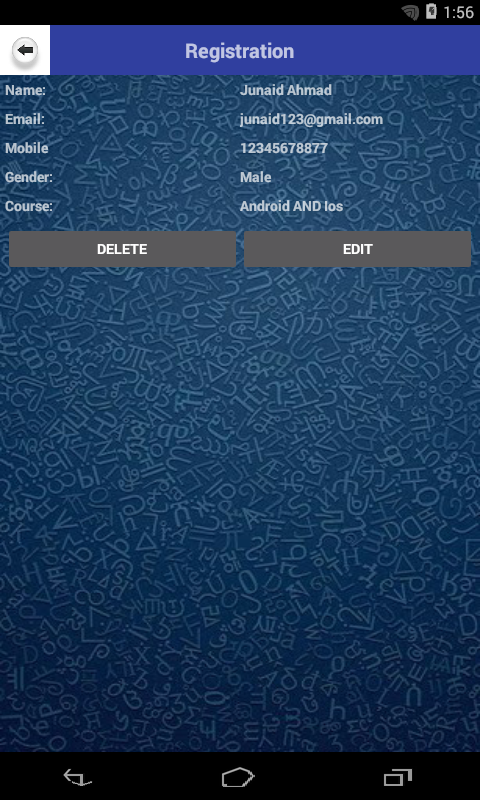 1:56
Registration
Name: Junaid Ahmad
Email: junaid123@gmail.com
Mobile 12345678877
Gender: Male
Course: Android AND Ios
DELETE EDIT